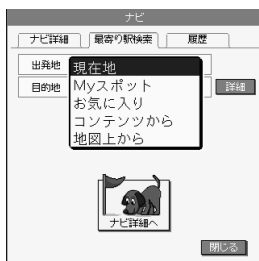 ナビ
ナビ詳細 最寄り駅検索 履歴
出発地 現在地
目的地 Myスポット 詳細
お気に入り
コンテンツから
地図上から
ナビ詳細へ
閉じる